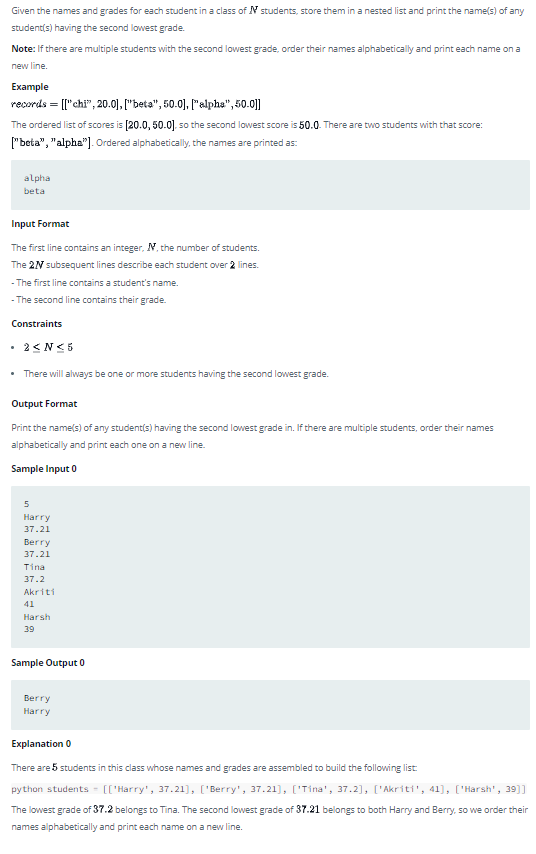 Given the names and grades for each student in a class of N students, store them in a nested list and print the name(s) of any
student(s) having the second lowest grade.
Note: If there are multiple students with the second lowest grade, order their names alphabetically and print each name on a
new line.
Example
records = [["chi", 20.0], ["beta", 50.0], ["alpha", 50.0]]
The ordered list of scores is [20.0, 50.0], so the second lowest score is 50.0. There are two students with that score:
["beta", "alpha"]. Ordered alphabetically, the names are printed as:
alpha
beta
Input Format
The first line contains an integer, N, the number of students.
The 2N subsequent lines describe each student over 2 lines.
- The first line contains a student's name.
- The second line contains their grade.
Constraints
• 2 ≤ N ≤ 5
• There will always be one or more students having the second lowest grade.
Output Format
Print the name(s) of any student(s) having the second lowest grade in. If there are multiple students, order their names
alphabetically and print each one on a new line.
Sample Input 0
5
Harry
37.21
Berry
37.21
Tina
37.2
Akriti
41
Harsh
39
Sample Output 0
Berry
Harry
Explanation 0
There are 5 students in this class whose names and grades are assembled to build the following list:
python students = [['Harry', 37.21], ['Berry', 37.21], ['Tina', 37.2], ['Akriti', 41], ['Harsh', 39]]
The lowest grade of 37.2 belongs to Tina. The second lowest grade of 37.21 belongs to both Harry and Berry, so we order their
names alphabetically and print each name on a new line.